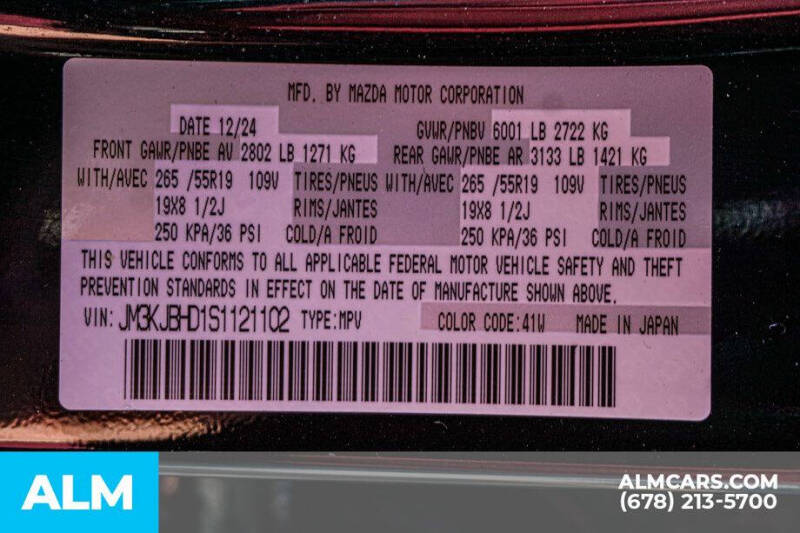 MFD. BY MAZDA MOTOR CORPORATION
DATE 12/24 GVWR/PNBV 6001 LB 2722 KG
FRONT GAWR/PNBE AV 2802 LB 1271 KG REAR GAWR/PNBE AR 3133 LB 1421 KG
WITH/AVEC 265 /55R19 109V TIRES/PNEUS WITH/AVEC 265 /55R19 109V TIRES/PNEUS
19X8 1/2J RIMS/JANTES 19X8 1/2J RIMS/JANTES
250 KPA/36 PSI COLD/A FROID 250 KPA/36 PSI COLD/A FROID
THIS VEHICLE CONFORMS TO ALL APPLICABLE FEDERAL MOTOR VEHICLE SAFETY AND THEFT
PREVENTION STANDARDS IN EFFECT ON THE DATE OF MANUFACTURE SHOWN ABOVE.
VIN: JM3KJBHD1S1121102 TYPE:MPV COLOR CODE:41W MADE IN JAPAN
ALM
ALMCARS.COM
(678) 213-5700